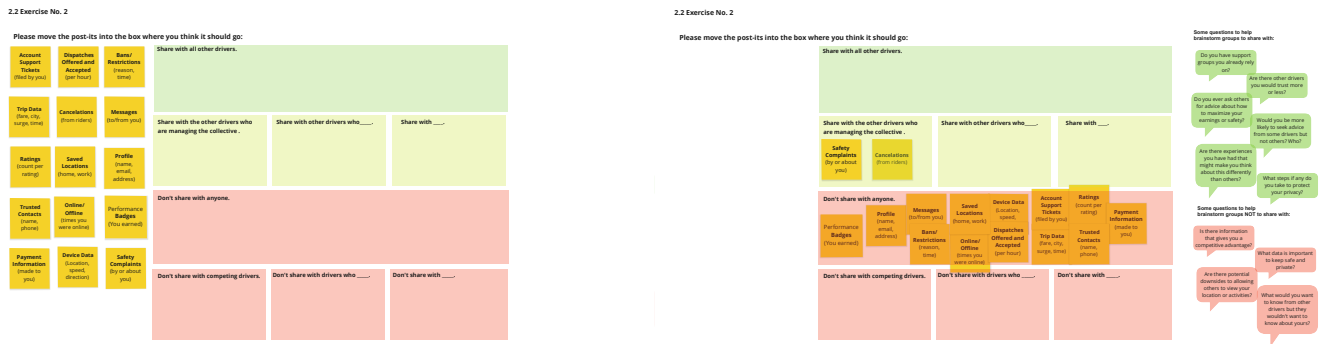 2.2 Exercise No. 2
Please move the post-its into the box where you think it should go:
Account
Support
Tickets
(filed by you)
Dispatches
Offered and
Accepted
(per hour)
Bans/
Restrictions
(reason,
time)
Trip Data
(fare, city,
surge, time)
Cancelations
(from riders)
Messages
(to/from you)
Ratings
(count per
rating)
Saved
Locations
(home, work)
Profile
(name,
email,
address)
Trusted
Contacts
(name,
phone)
Online/
Offline
(times you
were online)
Performance
Badges
(You earned)
Payment
Information
(made to
you)
Device Data
(Location,
speed,
direction)
Safety
Complaints
(by or about
you)
Share with all other drivers.
Share with the other drivers who
are managing the collective .
Share with other drivers who____.
Share with ___.
Don't share with anyone.
Don't share with competing drivers.
Don't share with drivers who ____.
Don't share with ____.
2.2 Exercise No. 2
Please move the post-its into the box where you think it should go:
Share with all other drivers.
Share with the other drivers who
are managing the collective .
Safety
Complaints
(by or about
you)
Cancelations
(from riders)
Share with other drivers who____.
Share with ___.
Don't share with anyone.
Performance
Badges
(You earned)
Profile
(name,
email,
address)
Messages
(to/from you)
Bans/
Restrictions
(reason,
time)
Saved
Locations
(home, work)
Online/
Offline
(times you
were online)
Device Data
(Location,
speed,
Dispatches
Offered and
Accepted
(per hour)
Account
Support
Tickets
(filed by you)
Trip Data
(fare, city,
surge, time)
Ratings
(count per
rating)
Trusted
Contacts
(name,
phone)
Payment
Information
(made to
you)
Don't share with competing drivers.
Don't share with drivers who ____.
Don't share with ____.
Some questions to help
brainstorm groups to share with:
Do you have support
groups you already rely
on?
Are there other drivers
you would trust more
or less?
Do you ever ask others
for advice about how
to maximize your
earnings or safety?
Would you be more
likely to seek advice
from some drivers but
not others? Who?
Are there experiences
you have had that
might make you think
about this differently
than others?
What steps if any do
you take to protect
your privacy?
Some questions to help
brainstorm groups NOT to share with:
Is there information
that gives you a
competitive advantage?
What data is important
to keep safe and
private?
Are there potential
downsides to allowing
others to view your
location or activities?
What would you want
to know from other
drivers but they
wouldn't want to
know about yours?